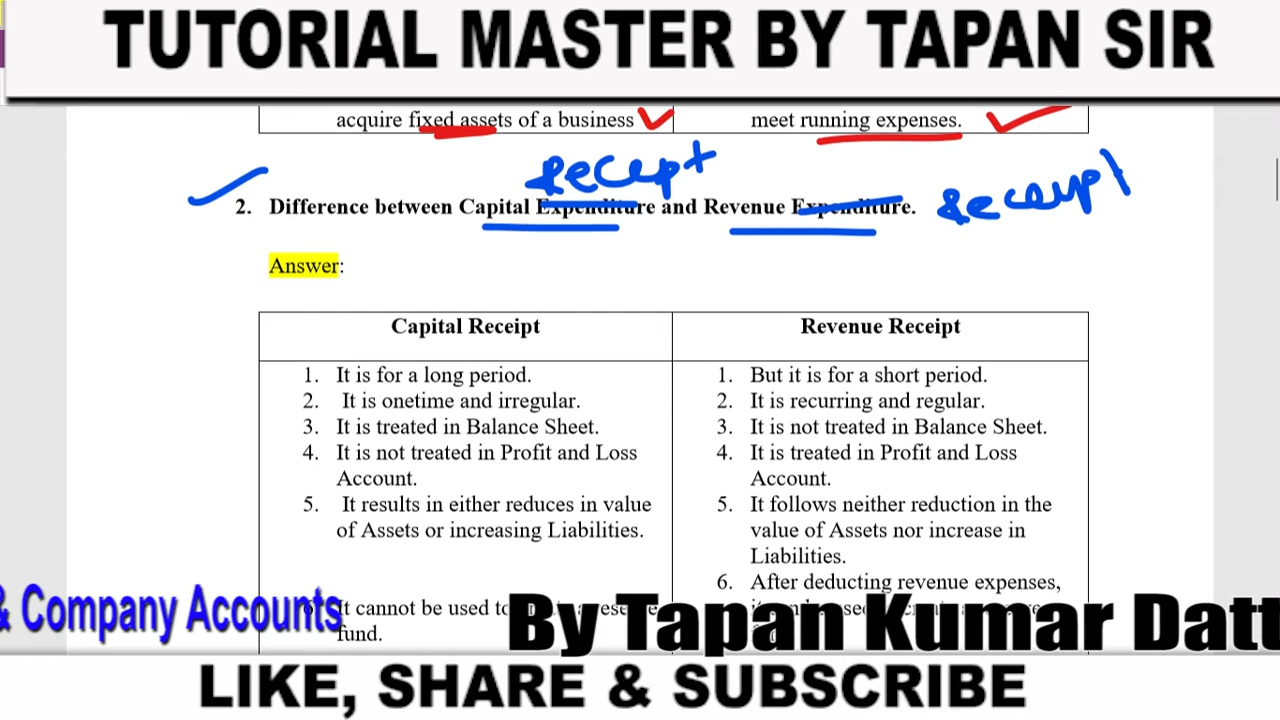 TUTORIAL MASTER BY TAPAN SIR
acquire fixed assets of a business
meet running expenses.
Recept
2. Difference between Capital Expenditure and Revenue Expenditure.
Receipt
Answer:
Capital Receipt
1. It is for a long period.
2. It is onetime and irregular.
3. It is treated in Balance Sheet.
4. It is not treated in Profit and Loss
Account.
5. It results in either reduces in value
of Assets or increasing Liabilities.
It cannot be used to
fund.
Revenue Receipt
1. But it is for a short period.
2. It is recurring and regular.
3. It is not treated in Balance Sheet.
4. It is treated in Profit and Loss
Account.
5. It follows neither reduction in the
value of Assets nor increase in
Liabilities.
6. After deducting revenue expenses,
& Company Accounts
By Tapan Kumar Datt
LIKE, SHARE & SUBSCRIBE